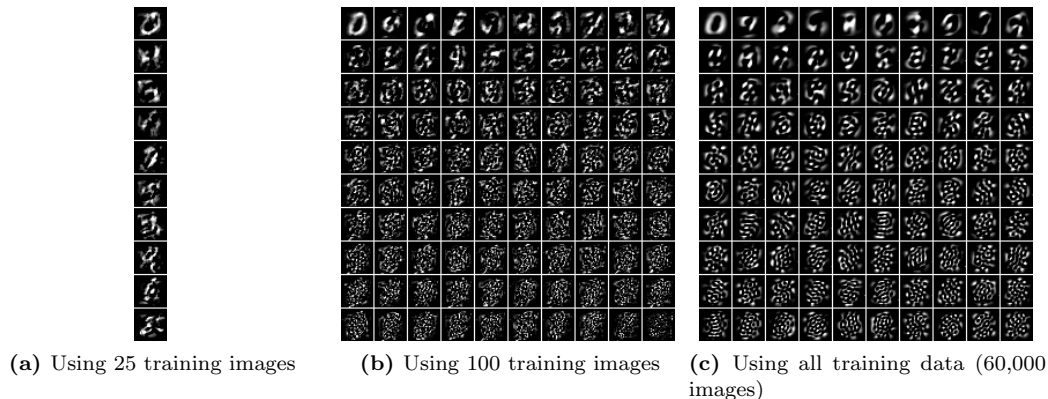 (a) Using 25 training images
(b) Using 100 training images
(c) Using all training data (60,000
images)